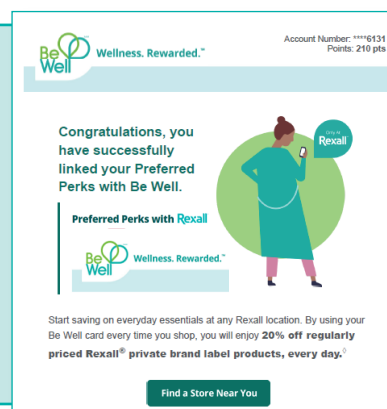 Be Well Wellness. Rewarded.™
Account Number: ****6131
Points: 210 pts
Congratulations, you
have successfully
linked your Preferred
Perks with Be Well.
Only at
Rexall
Preferred Perks with Rexall
Be Well Wellness. Rewarded.™
Start saving on everyday essentials at any Rexall location. By using your
Be Well card every time you shop, you will enjoy 20% off regularly
priced Rexall® private brand label products, every day.◊
Find a Store Near You